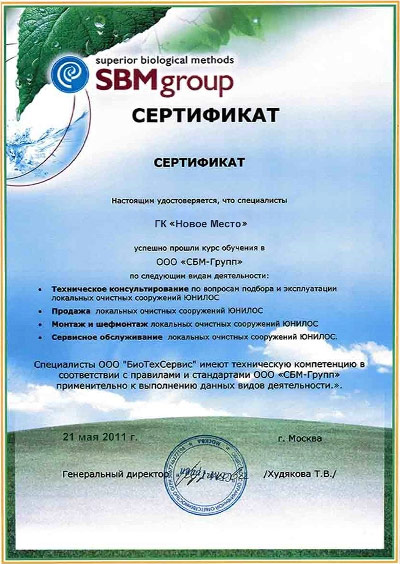 superior biological methods
SBMgroup
СЕРТИФИКАТ
СЕРТИФИКАТ
Настоящим удостоверяется, что специалисты
ГК «Новое Место»
успешно прошли курс обучения в
ООО «СБМ-Групп»
по следующим видам деятельности:
• Техническое консультирование по вопросам подбора и эксплуатации
локальных очистных сооружений ЮНИЛОС
• Продажа локальных очистных сооружений ЮНИЛОС
• Монтаж и шефмонтаж локальных очистных сооружений ЮНИЛОС
• Сервисное обслуживание локальных очистных сооружений ЮНИЛОС.
Специалисты ООО "БиоТехСервис" имеют техническую компетенцию в
соответствии с правилами и стандартами ООО «СБМ-Групп»
применительно к выполнению данных видов деятельности.».
21 мая 2011 г. г. Москва
Генеральный директор /Худякова Т.В./
МОСКВА